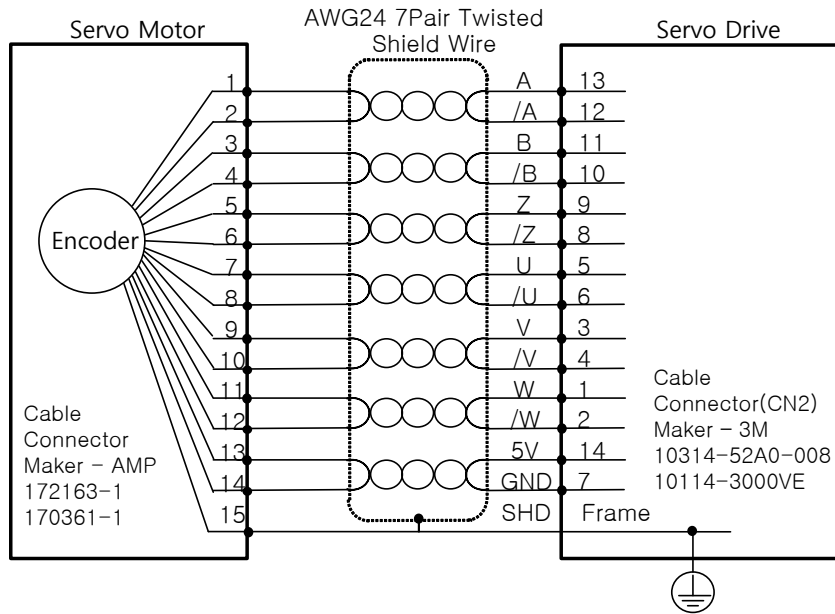 AWG24 7Pair Twisted
Shield Wire
Servo Motor
Servo Drive
1 A 13
2 /A 12
3 B 11
4 /B 10
5 Z 9
Encoder
6 /Z 8
7 U 5
8 /U 6
9 V 3
10 /V 4
11 W 1
12 /W 2
13 5V 14
14 GND 7
15 SHD Frame
Cable
Connector
Maker - AMP
172163-1
170361-1
Cable
Connector(CN2)
Maker - 3M
10314-52A0-008
10114-3000VE